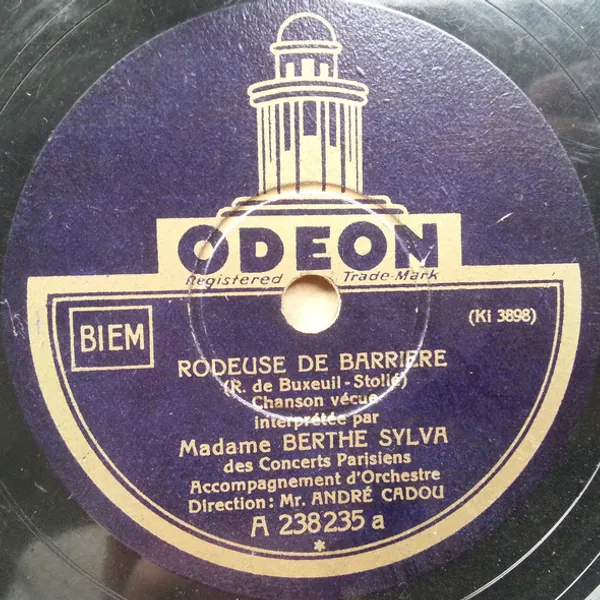 ODEON
Registered Trade-Mark
BIEM
(Ki 3898)
RODEUSE DE BARRIERE
(R. de Buxeuil-Stollé)
Chanson vécue
interprétée par
Madame BERTHE SYLVA
des Concerts Parisiens
Accompagnement d'Orchestre
Direction: Mr. ANDRÉ CADOU
A 238235 a
*